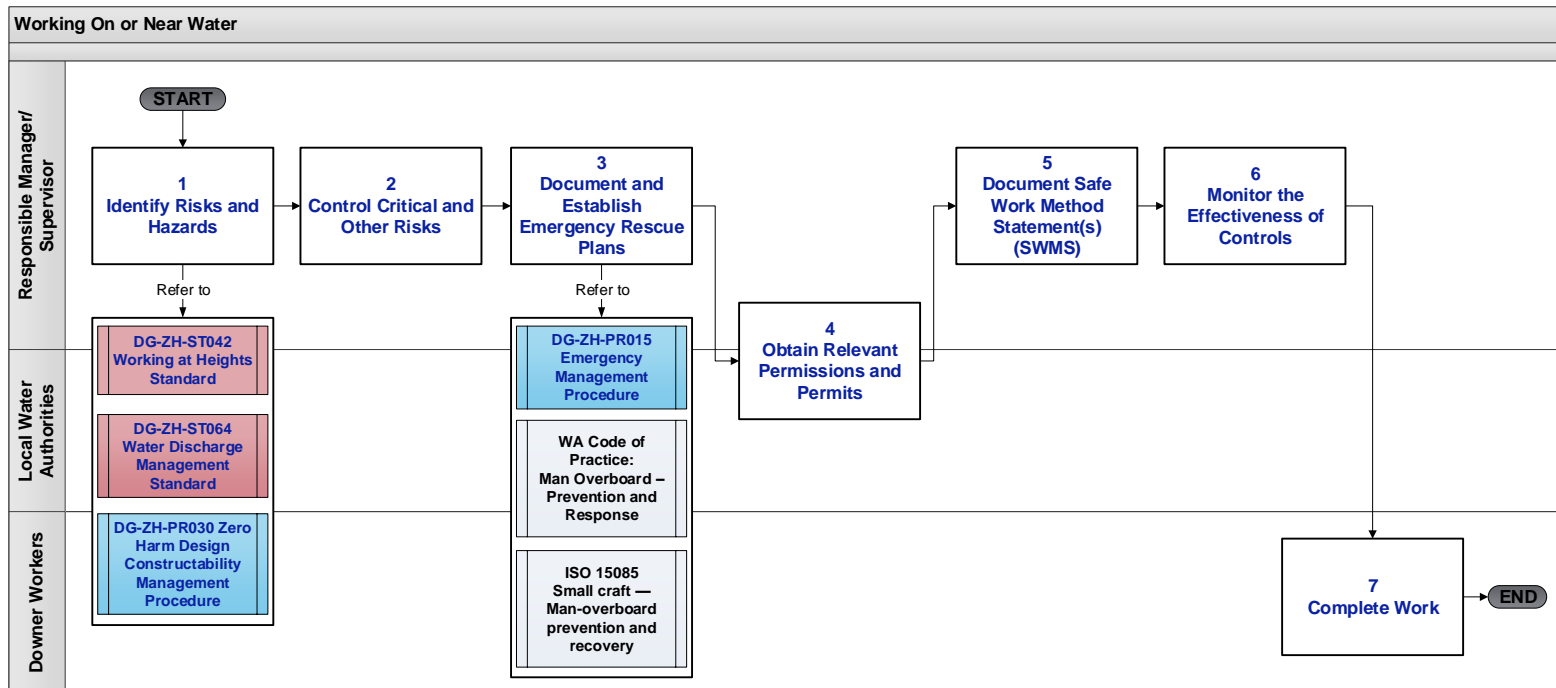 Working On or Near Water
Responsible Manager/
Supervisor
START
1
Identify Risks and
Hazards
2
Control Critical and
Other Risks
3
Document and
Establish
Emergency Rescue
Plans
5
Document Safe
Work Method
Statement(s)
(SWMS)
6
Monitor the
Effectiveness of
Controls
Refer to
Refer to
4
Obtain Relevant
Permissions and
Permits
DG-ZH-ST042
Working at Heights
Standard
DG-ZH-ST064
Water Discharge
Management
Standard
DG-ZH-PR030 Zero
Harm Design
Constructability
Management
Procedure
DG-ZH-PR015
Emergency
Management
Procedure
WA Code of
Practice:
Man Overboard –
Prevention and
Response
ISO 15085
Small craft —
Man-overboard
prevention and
recovery
Local Water
Authorities
Downer Workers
7
Complete Work
END